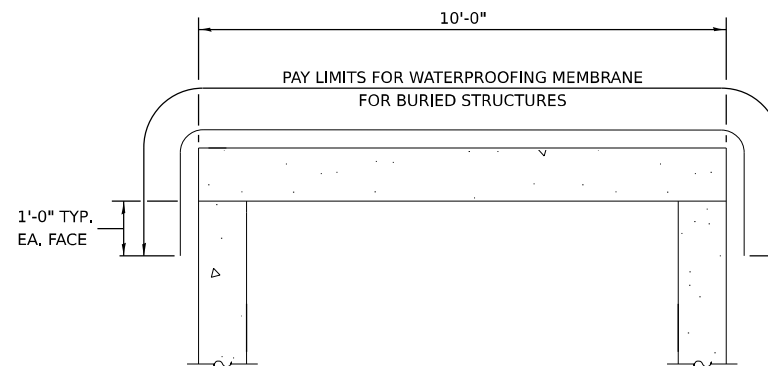 10'-0"
PAY LIMITS FOR WATERPROOFING MEMBRANE
FOR BURIED STRUCTURES
1'-0" TYP.
EA. FACE